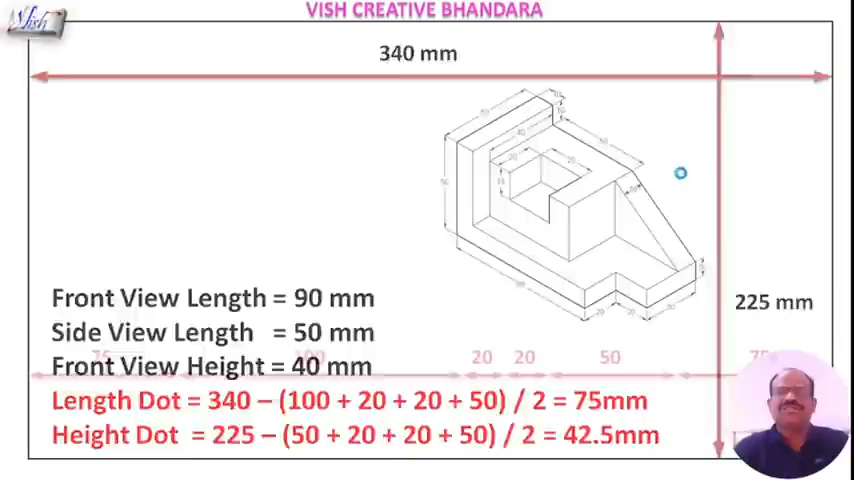 VISH CREATIVE BHANDARA
Vish
340 mm
225 mm
Front View Length = 90 mm
Side View Length = 50 mm
Front View Height = 40 mm
20 20 50
Length Dot = 340 – (100 + 20 + 20 + 50) / 2 = 75mm
Height Dot = 225 – (50 + 20 + 20 + 50) / 2 = 42.5mm